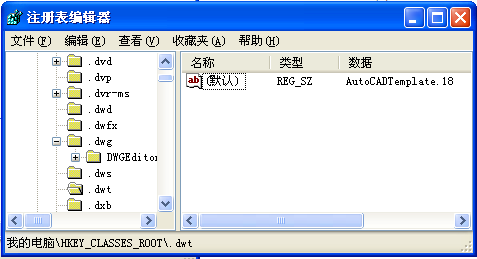 注册表编辑器
文件(F) 编辑(E) 查看(V) 收藏夹(A) 帮助(H)
.dvd
.dvp
.dvr-ms
.dwd
.dwfx
.dwg
DWGEditor
.dws
.dwt
.dxb
名称 类型 数据
ab (默认) REG_SZ AutoCADTemplate.18
我的电脑\HKEY_CLASSES_ROOT\.dwt